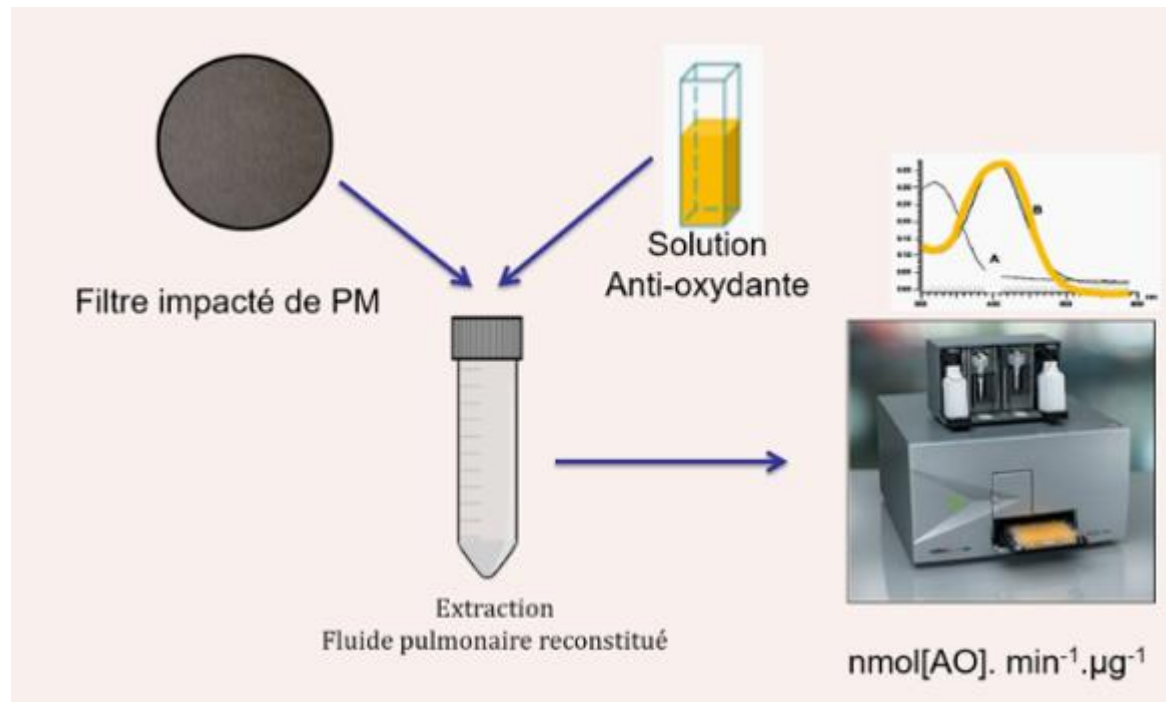 Filtre impacté de PM
Solution
Anti-oxydante
B
A
Extraction
Fluide pulmonaire reconstitué
nmol[AO]. min⁻¹.µg⁻¹